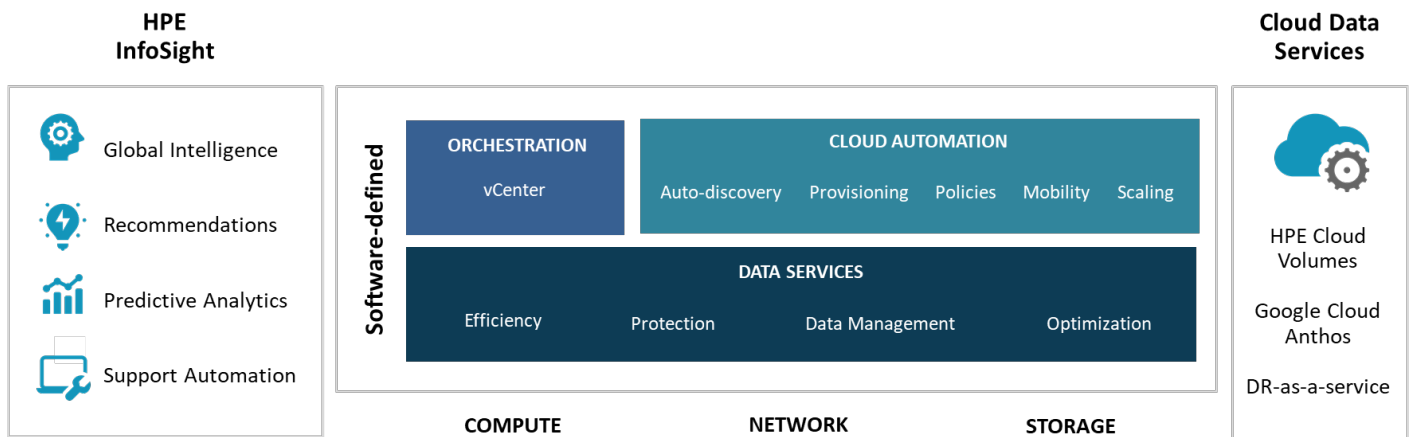 HPE
InfoSight
Global Intelligence
Recommendations
Predictive Analytics
Support Automation
Software-defined
ORCHESTRATION
vCenter
CLOUD AUTOMATION
Auto-discovery Provisioning Policies Mobility Scaling
DATA SERVICES
Efficiency Protection Data Management Optimization
COMPUTE NETWORK STORAGE
Cloud Data
Services
HPE Cloud
Volumes
Google Cloud
Anthos
DR-as-a-service